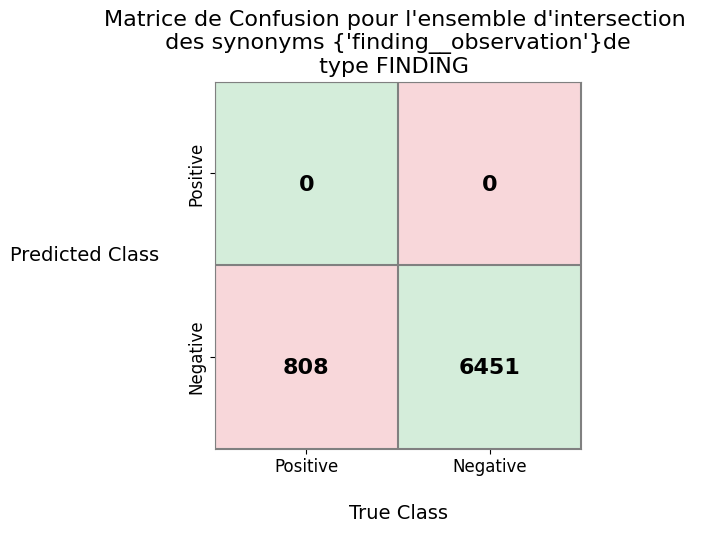 Matrice de Confusion pour l'ensemble d'intersection
des synonyms {'finding__observation'}de
type FINDING
Positive
0
0
Predicted Class
Negative
808
6451
Positive
Negative
True Class